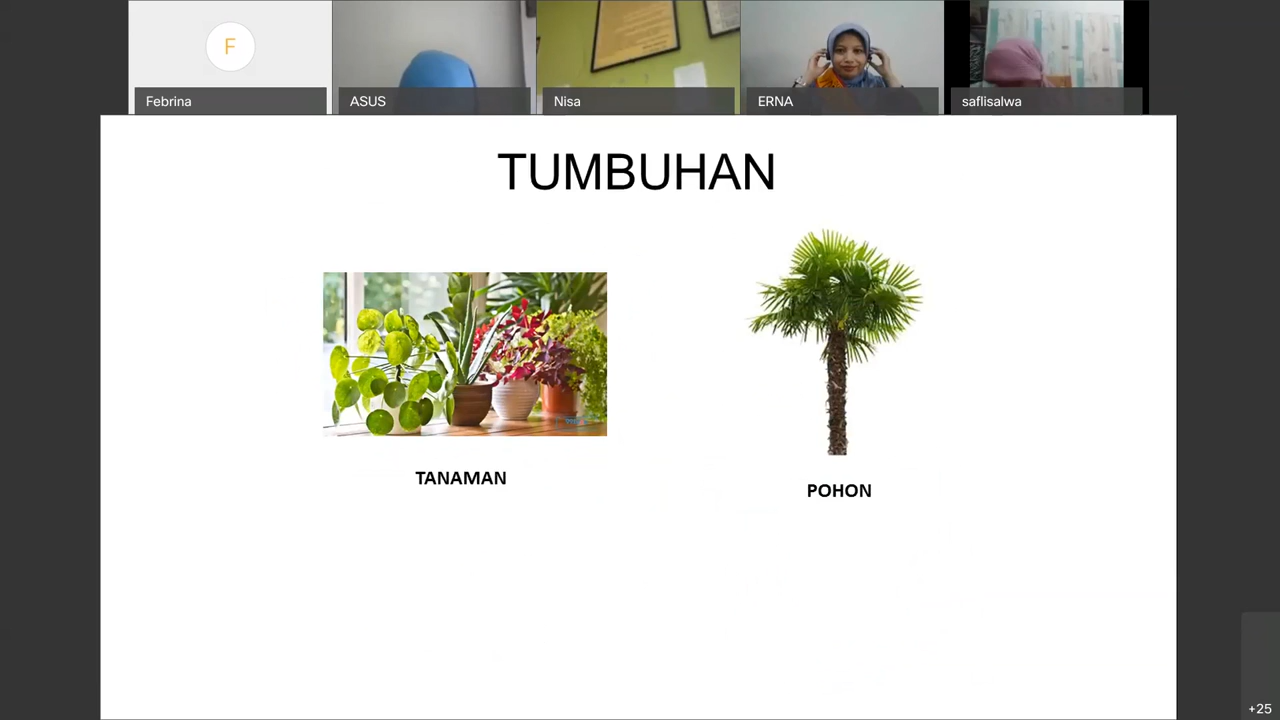 F
Febrina
ASUS
Nisa
ERNA
saflisalwa
TUMBUHAN
TANAMAN
POHON
+25